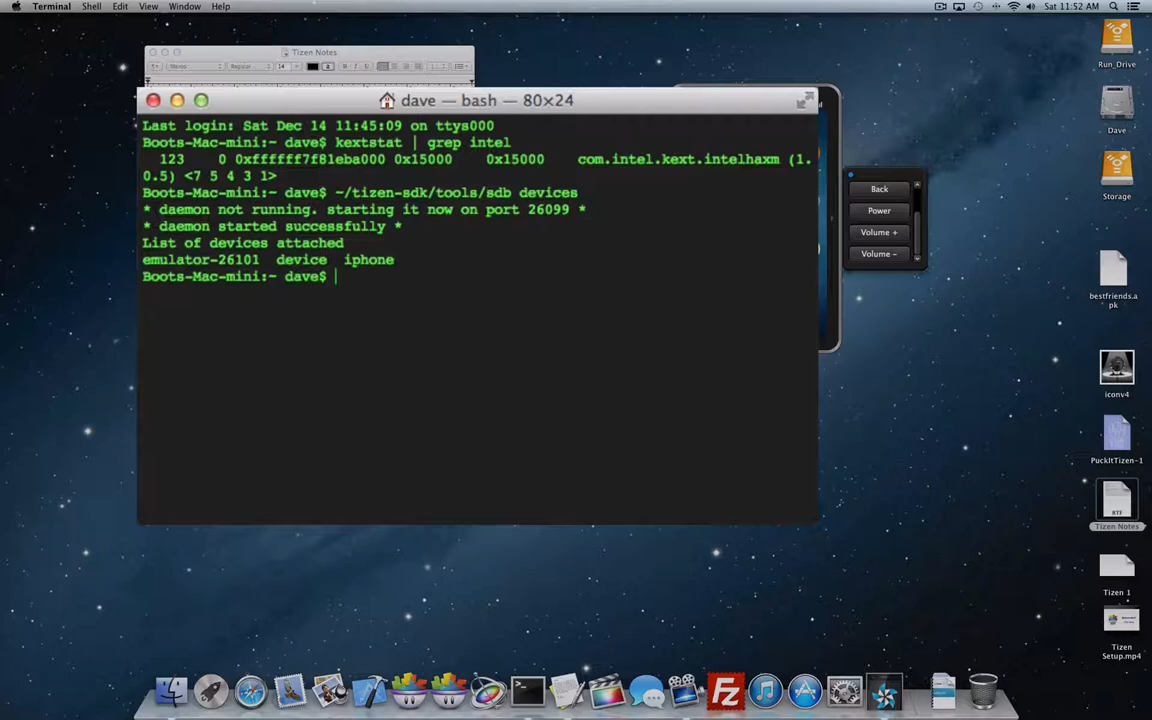 Terminal Shell Edit View Window Help
Sat 11:52 AM
Tizen Notes
Regular
14
dave — bash — 80×24
Last login: Sat Dec 14 11:45:09 on ttys000
Boots-Mac-mini:~ dave$ kextstat | grep intel
123 0 0xffffff7f81eba000 0x15000 0x15000 com.intel.kext.intelhaxm (1.
0.5) <7 5 4 3 1>
Boots-Mac-mini:~ dave$ ~/tizen-sdk/tools/sdb devices
* daemon not running. starting it now on port 26099 *
* daemon started successfully *
List of devices attached
emulator-26101 device iphone
Boots-Mac-mini:~ dave$
Back
Power
Volume +
Volume -
Run_Drive
Dave
Storage
bestfriends.a
pk
iconv4
PuckItTizen-1
RTF
Tizen Notes
Tizen 1
Tizen
Setup.mp4
Fz